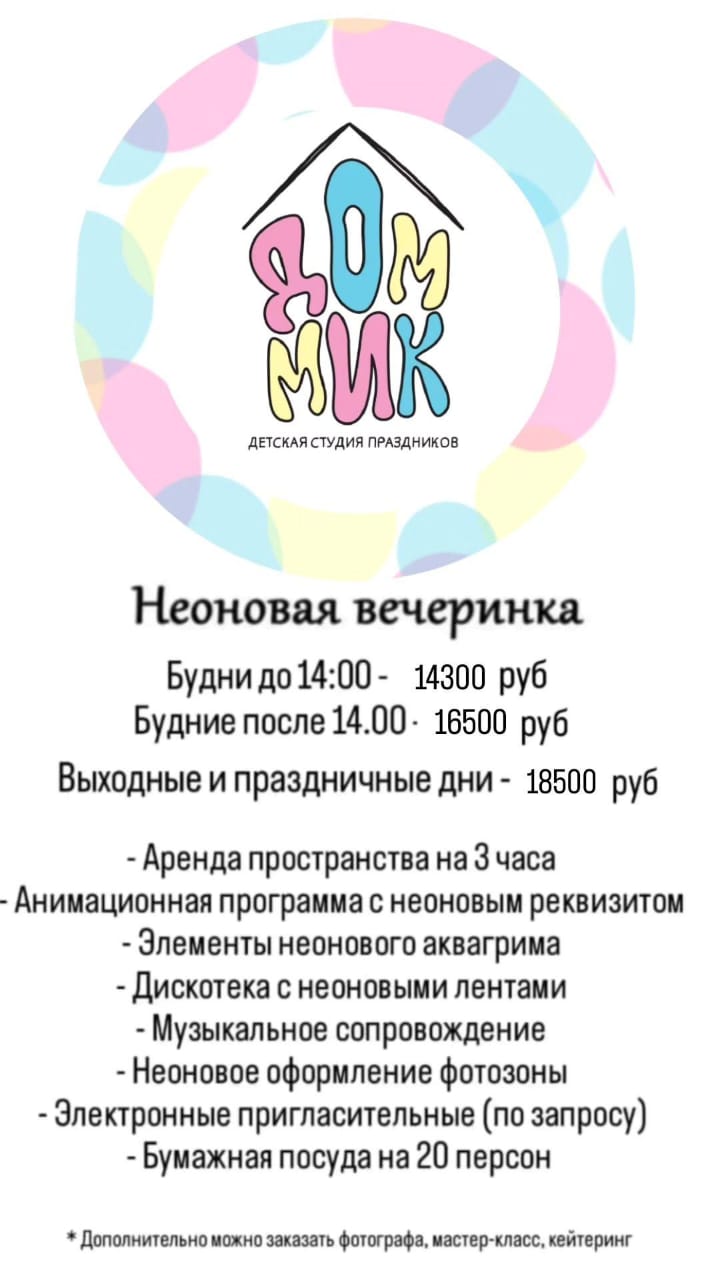 ДОМ
МИК
ДЕТСКАЯ СТУДИЯ ПРАЗДНИКОВ
Неоновая вечеринка
Будни до 14:00 - 14300 руб
Будние после 14.00 - 16500 руб
Выходные и праздничные дни - 18500 руб
- Аренда пространства на 3 часа
- Анимационная программа с неоновым реквизитом
- Элементы неонового аквагрима
- Дискотека с неоновыми лентами
- Музыкальное сопровождение
- Неоновое оформление фотозоны
- Электронные пригласительные (по запросу)
- Бумажная посуда на 20 персон
* Дополнительно можно заказать фотографа, мастер-класс, кейтеринг